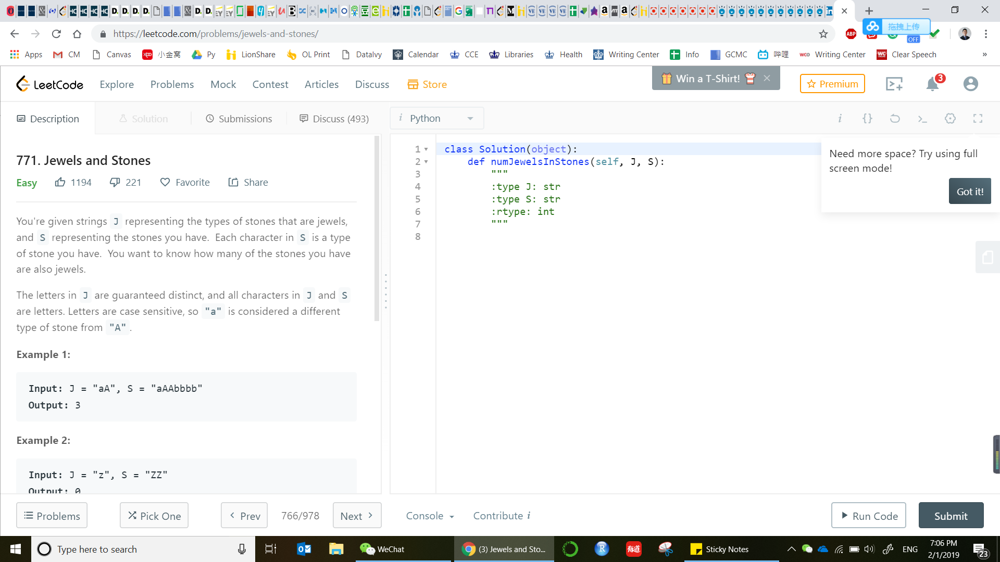 https://leetcode.com/problems/jewels-and-stones/
ABP
OFF
拖拽上传
Apps CM Canvas 小金窝 Py LionShare OL Print DataIvy Calendar CCE Libraries Health Writing Center Info GCMC 哔哩 Writing Center Clear Speech »
LeetCode Explore Problems Mock Contest Articles Discuss Store
Win a T-Shirt!
Premium
3
Description Solution Submissions Discuss (493)
i Python
771. Jewels and Stones
Easy 1194 221 Favorite Share
You're given strings J representing the types of stones that are jewels,
and S representing the stones you have. Each character in S is a type
of stone you have. You want to know how many of the stones you have
are also jewels.
The letters in J are guaranteed distinct, and all characters in J and S
are letters. Letters are case sensitive, so "a" is considered a different
type of stone from "A".
Example 1:
Input: J = "aA", S = "aAAbbbb"
Output: 3
Example 2:
Input: J = "z", S = "ZZ"
Output: 0
1 class Solution(object):
2 def numJewelsInStones(self, J, S):
3 """
4 :type J: str
5 :type S: str
6 :rtype: int
7 """
8
Need more space? Try using full
screen mode!
Got it!
Problems Pick One Prev 766/978 Next Console Contribute i Run Code Submit
Type here to search
WeChat
(3) Jewels and Sto...
R
有道
Sticky Notes
ENG
7:06 PM
2/1/2019
23